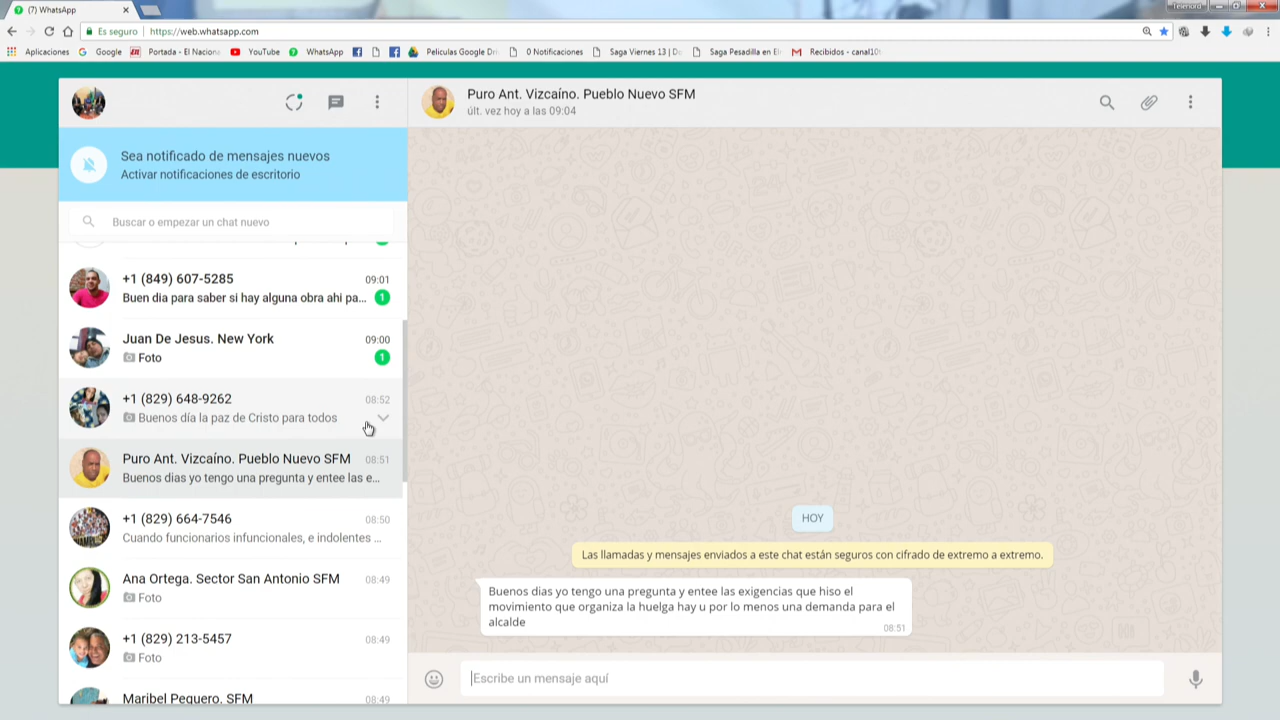 (7) WhatsApp
Telenord
Es seguro
https://web.whatsapp.com
Aplicaciones
Google
Portada - El Naciona
YouTube
WhatsApp
Peliculas Google Dri
0 Notificaciones
Saga Viernes 13 | De
Saga Pesadilla en El
Recibidos - canal10t
Puro Ant. Vizcaíno. Pueblo Nuevo SFM
últ. vez hoy a las 09:04
Sea notificado de mensajes nuevos
Activar notificaciones de escritorio
Buscar o empezar un chat nuevo
+1 (849) 607-5285 09:01
Buen dia para saber si hay alguna obra ahi pa... 1
Juan De Jesus. New York 09:00
Foto 1
+1 (829) 648-9262 08:52
Buenos día la paz de Cristo para todos
Puro Ant. Vizcaíno. Pueblo Nuevo SFM 08:51
Buenos dias yo tengo una pregunta y entee las e...
+1 (829) 664-7546 08:50
Cuando funcionarios infuncionales, e indolentes ...
Ana Ortega. Sector San Antonio SFM 08:49
Foto
+1 (829) 213-5457 08:49
Foto
Maribel Peguero. SFM 08:49
HOY
Las llamadas y mensajes enviados a este chat están seguros con cifrado de extremo a extremo.
Buenos dias yo tengo una pregunta y entee las exigencias que hiso el
movimiento que organiza la huelga hay u por lo menos una demanda para el
alcalde
08:51
Escribe un mensaje aquí